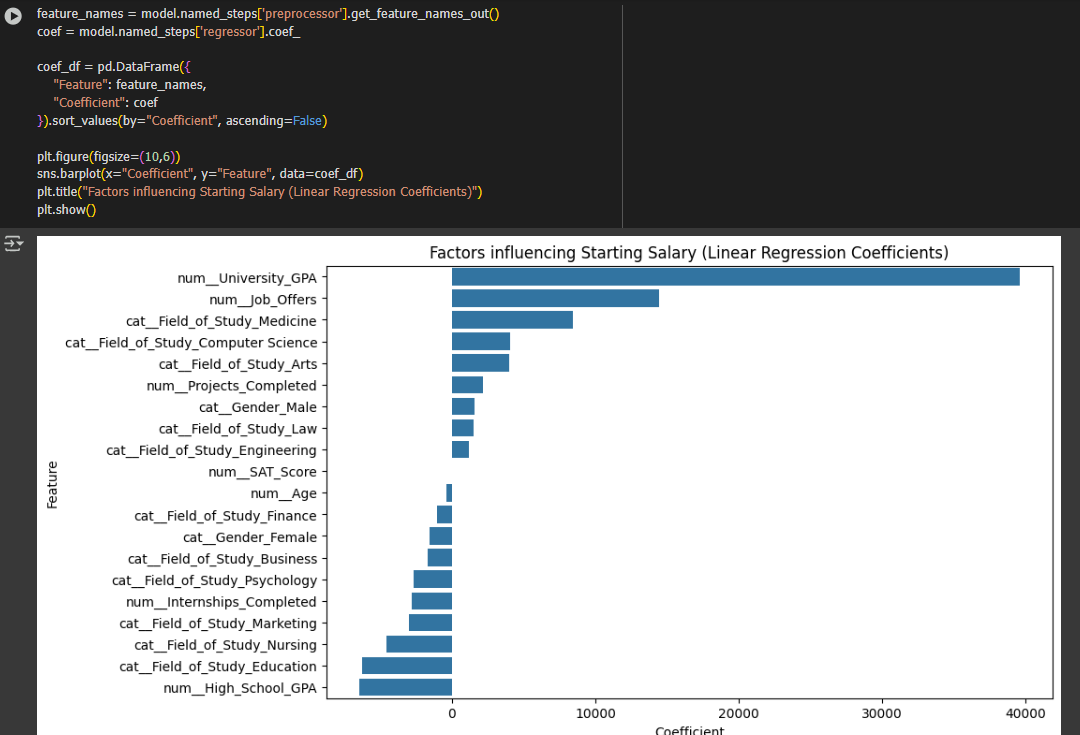 feature_names = model.named_steps['preprocessor'].get_feature_names_out()
coef = model.named_steps['regressor'].coef_
coef_df = pd.DataFrame({
"Feature": feature_names,
"Coefficient": coef
}).sort_values(by="Coefficient", ascending=False)
plt.figure(figsize=(10,6))
sns.barplot(x="Coefficient", y="Feature", data=coef_df)
plt.title("Factors influencing Starting Salary (Linear Regression Coefficients)")
plt.show()
Factors influencing Starting Salary (Linear Regression Coefficients)
num__University_GPA
num__Job_Offers
cat__Field_of_Study_Medicine
cat__Field_of_Study_Computer Science
cat__Field_of_Study_Arts
num__Projects_Completed
cat__Gender_Male
cat__Field_of_Study_Law
cat__Field_of_Study_Engineering
num__SAT_Score
num__Age
cat__Field_of_Study_Finance
cat__Gender_Female
cat__Field_of_Study_Business
cat__Field_of_Study_Psychology
num__Internships_Completed
cat__Field_of_Study_Marketing
cat__Field_of_Study_Nursing
cat__Field_of_Study_Education
num__High_School_GPA
Feature
0 10000 20000 30000 40000
Coefficient